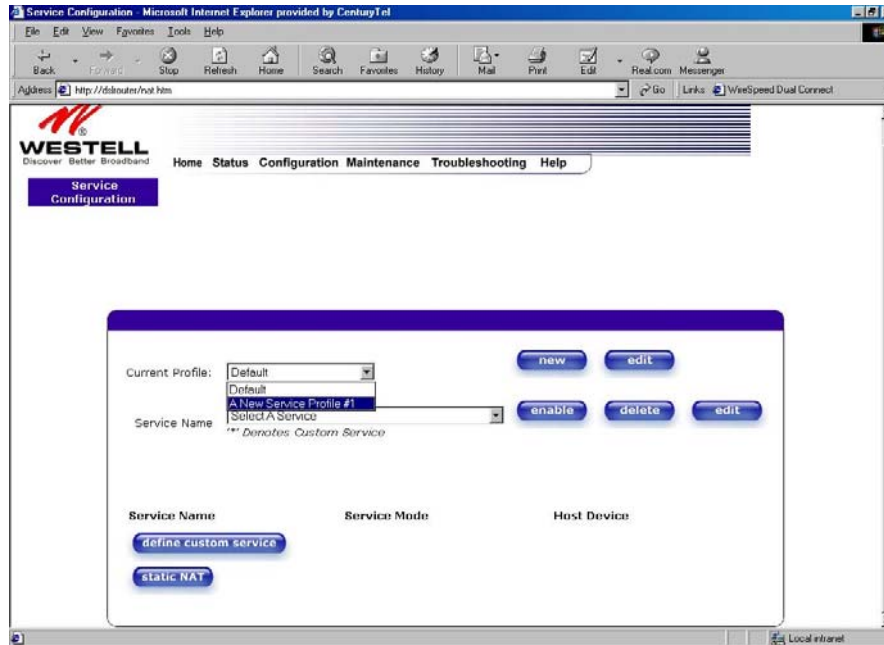 Service Configuration - Microsoft Internet Explorer provided by CenturyTel
File Edit View Favorites Tools Help
Back Forward Stop Refresh Home Search Favorites History Mail Print Edit Real.com Messenger
Address http://dslrouter/nat.htm Go Links WireSpeed Dual Connect
WESTELL
Discover Better Broadband
Home Status Configuration Maintenance Troubleshooting Help
Service
Configuration
new edit
Current Profile: Default
Default
A New Service Profile #1
enable delete edit
Service Name Select A Service
'*' Denotes Custom Service
Service Name Service Mode Host Device
define custom service
static NAT
Local intranet